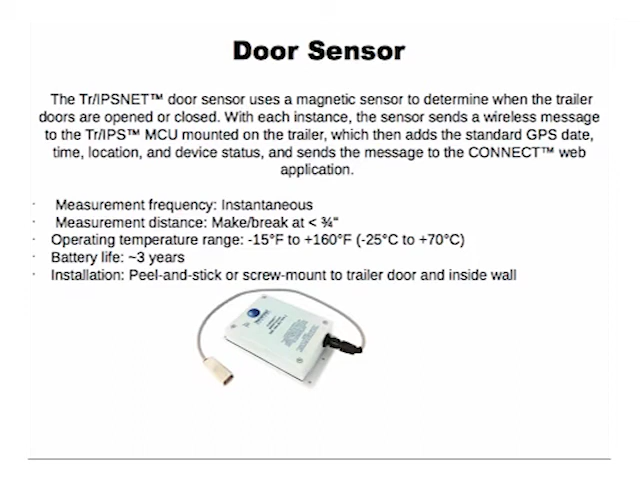 Door Sensor
The Tr/IPSNET™ door sensor uses a magnetic sensor to determine when the trailer
doors are opened or closed. With each instance, the sensor sends a wireless message
to the Tr/IPS™ MCU mounted on the trailer, which then adds the standard GPS date,
time, location, and device status, and sends the message to the CONNECT™ web
application.
· Measurement frequency: Instantaneous
· Measurement distance: Make/break at < ¾“
· Operating temperature range: -15°F to +160°F (-25°C to +70°C)
· Battery life: ~3 years
· Installation: Peel-and-stick or screw-mount to trailer door and inside wall